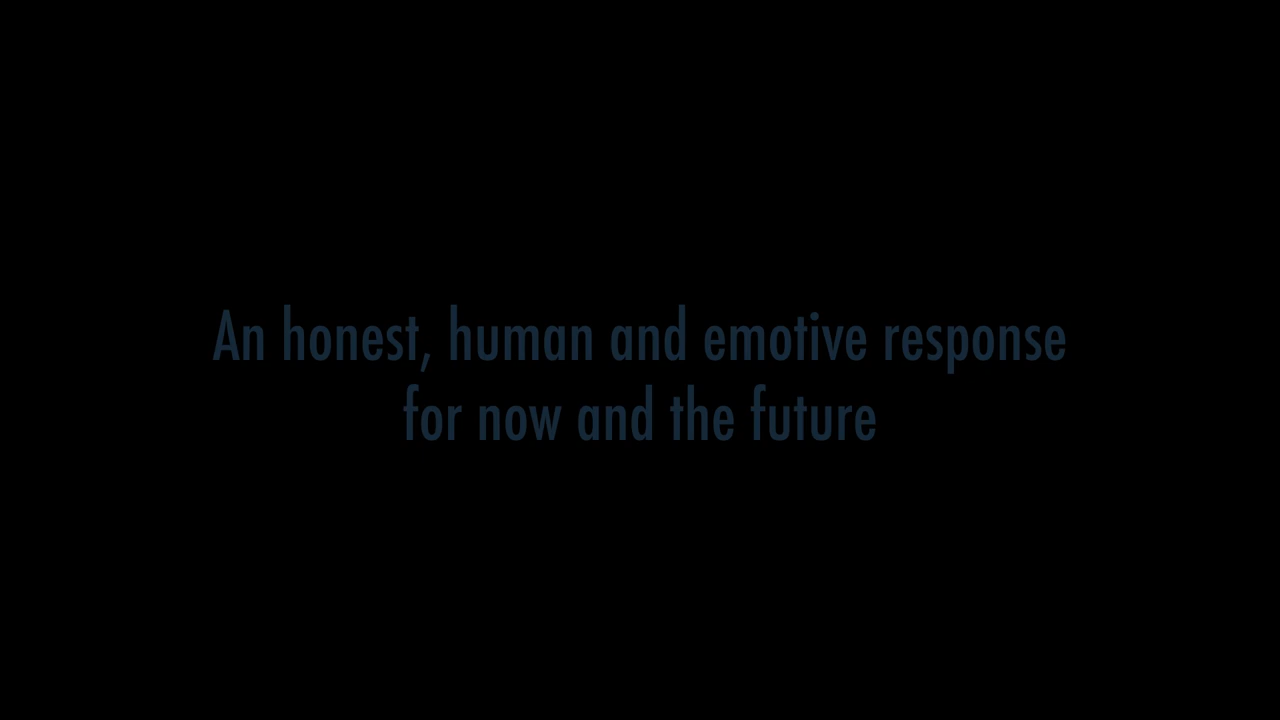 An honest, human and emotive response
for now and the future